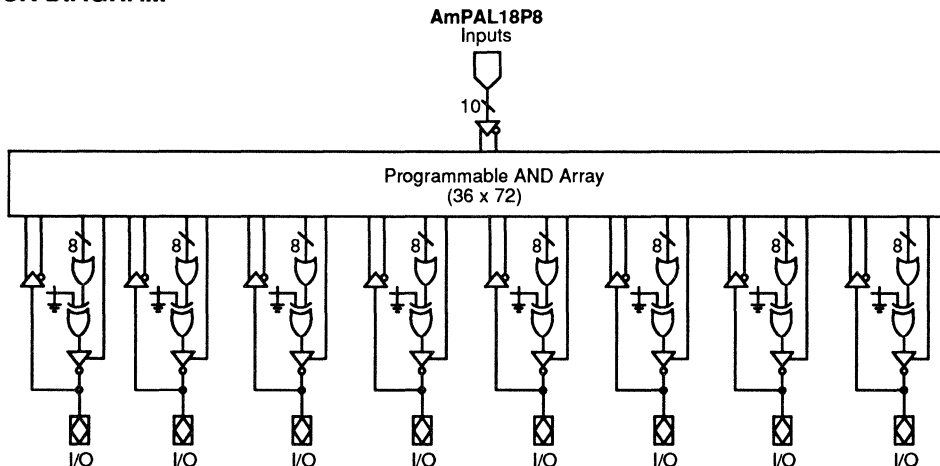 AmPAL18P8
Inputs
10
Programmable AND Array
(36 x 72)
8 8 8 8 8 8 8 8
I/O I/O I/O I/O I/O I/O I/O I/O